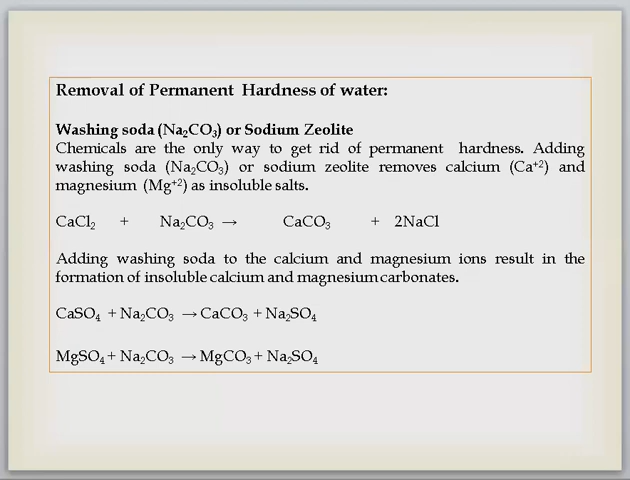 Removal of Permanent Hardness of water:
Washing soda (Na₂CO₃) or Sodium Zeolite
Chemicals are the only way to get rid of permanent hardness. Adding
washing soda (Na₂CO₃) or sodium zeolite removes calcium (Ca⁺²) and
magnesium (Mg⁺²) as insoluble salts.
CaCl₂ + Na₂CO₃ → CaCO₃ + 2NaCl
Adding washing soda to the calcium and magnesium ions result in the
formation of insoluble calcium and magnesium carbonates.
CaSO₄ + Na₂CO₃ → CaCO₃ + Na₂SO₄
MgSO₄ + Na₂CO₃ → MgCO₃ + Na₂SO₄